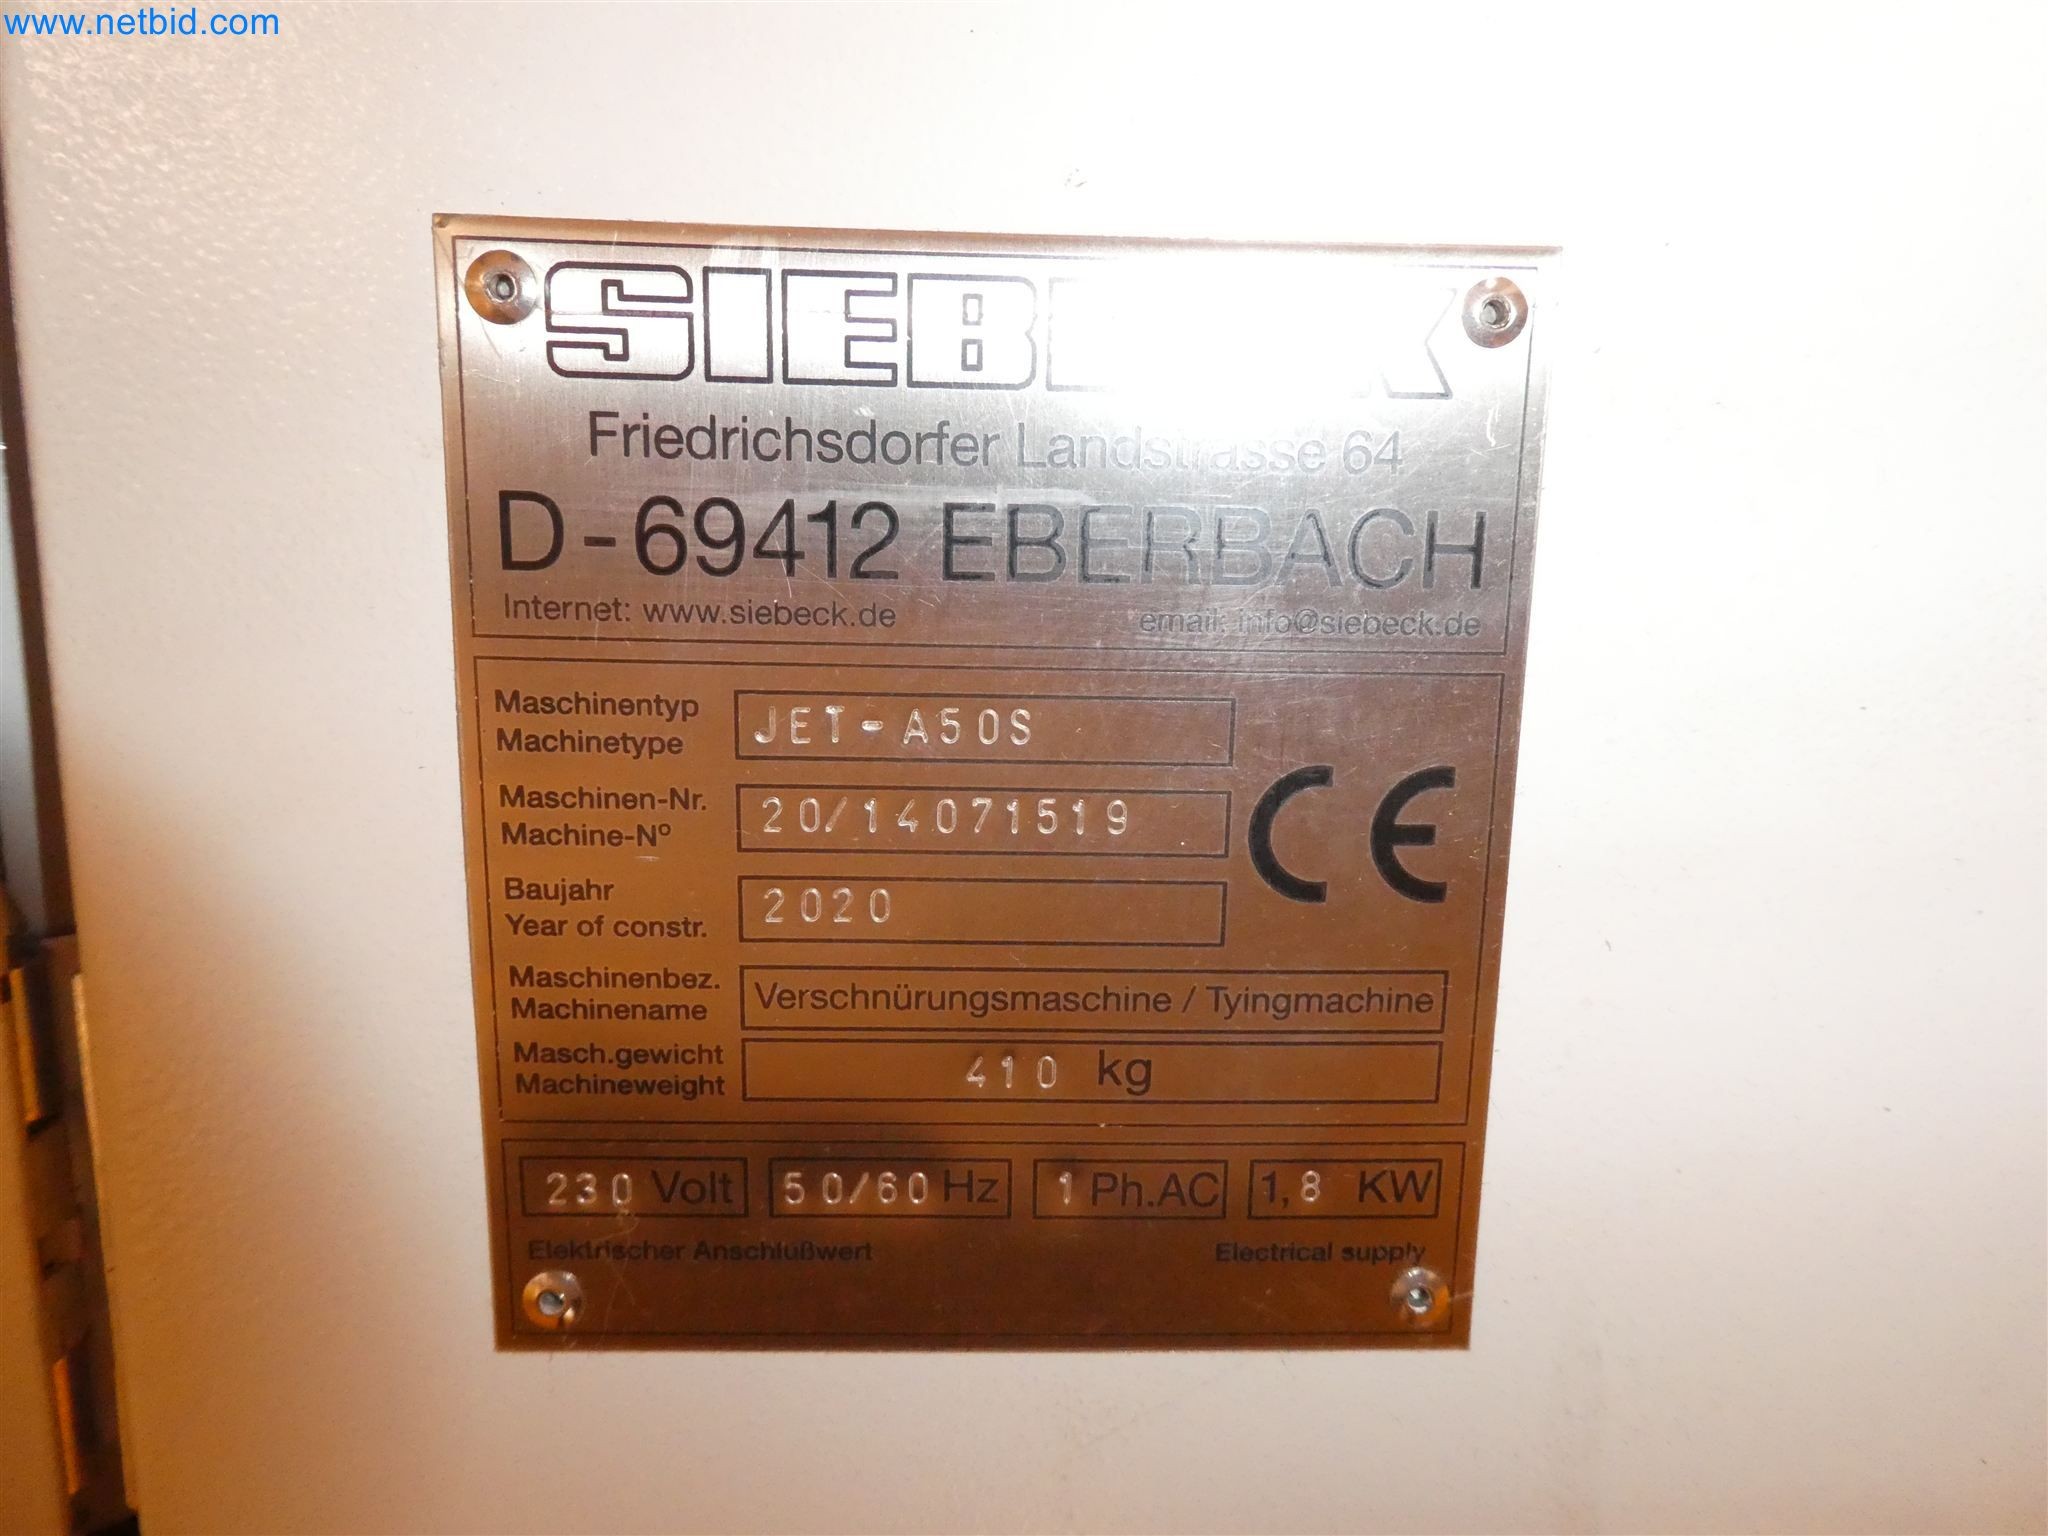 www.netbid.com
SIEBECK
Friedrichsdorfer Landstrasse 64
D-69412 EBERBACH
Internet: www.siebeck.de email: info@siebeck.de
Maschinentyp
Machinetype
JET-A50S
Maschinen-Nr.
Machine-Nº
20/14071519
Baujahr
Year of constr.
2020
CE
Maschinenbez.
Machinename
Verschnürungsmaschine / Tyingmachine
Masch.gewicht
Machineweight
410 kg
230 Volt 50/60 Hz 1 Ph.AC 1,8 KW
Elektrischer Anschlußwert Electrical supply